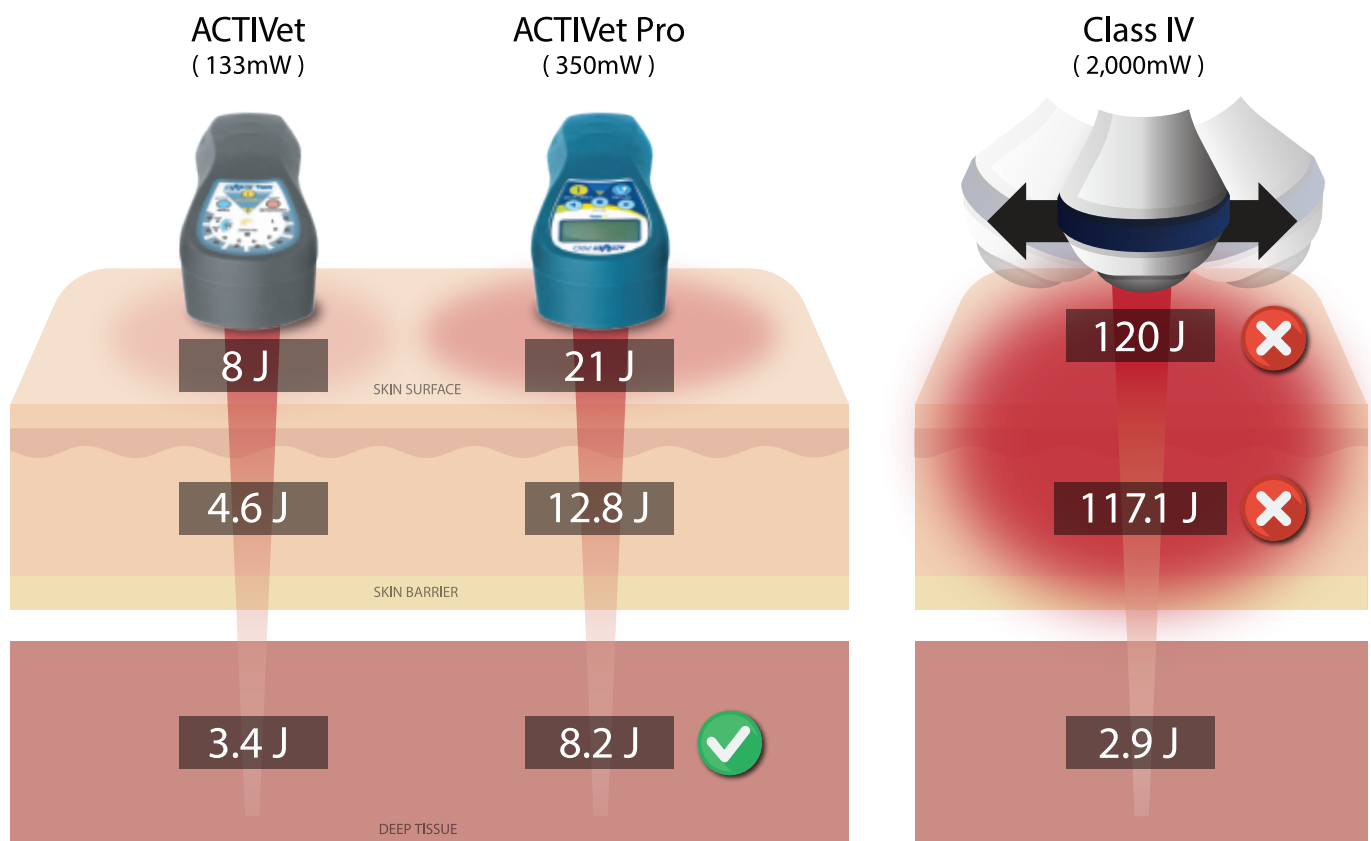 ACTIVet
( 133mW )
ACTIVet Pro
( 350mW )
Class IV
( 2,000mW )
8 J
21 J
120 J
SKIN SURFACE
4.6 J
12.8 J
117.1 J
SKIN BARRIER
3.4 J
8.2 J
2.9 J
DEEP TISSUE